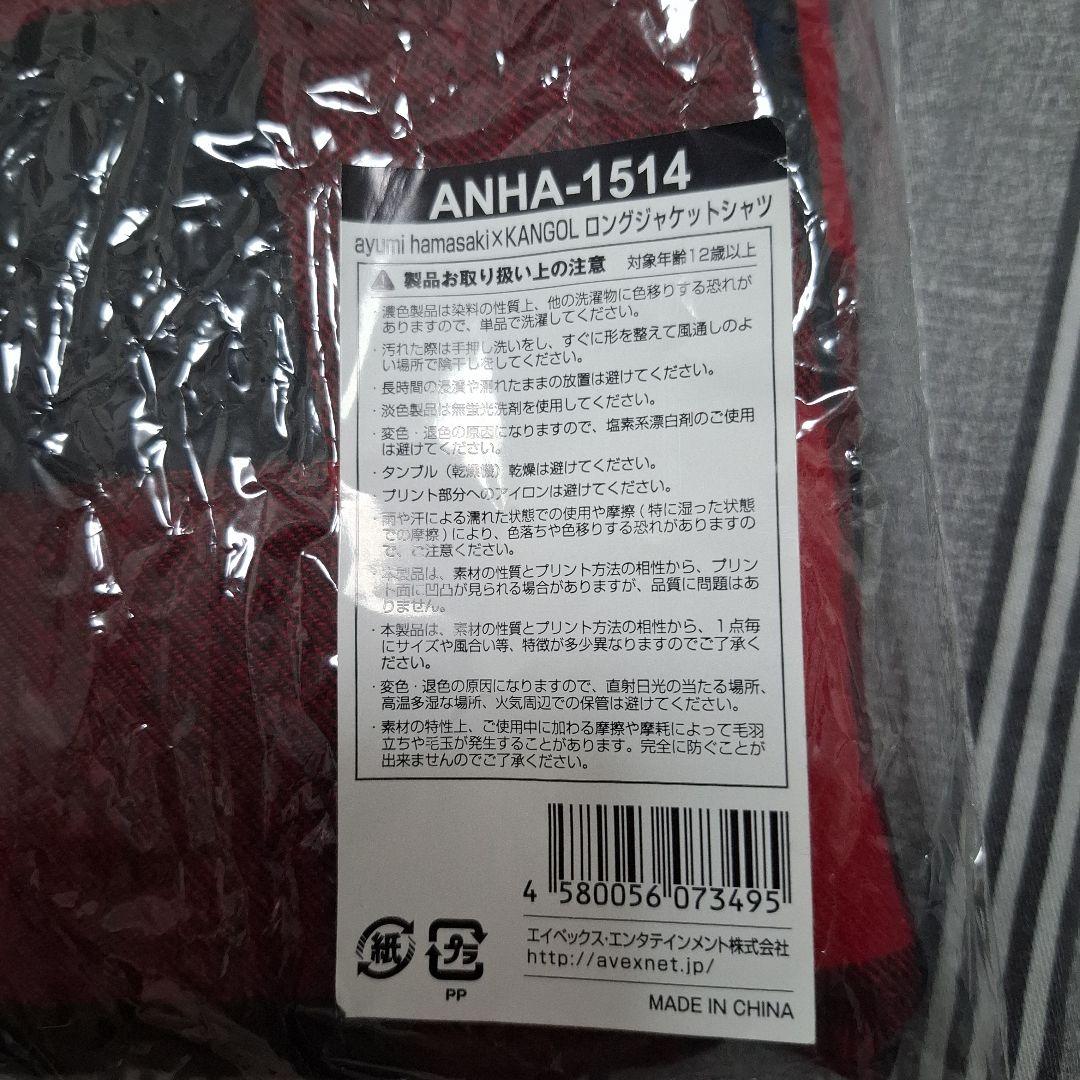 ANHA-1514
ayumi hamasaki×KANGOL ロングジャケットシャツ
製品お取り扱い上の注意 対象年齢12歳以上
・濃色製品は染料の性質上、他の洗濯物に色移りする恐れが
ありますので、単品で洗濯してください。
・汚れた際は手押し洗いをし、すぐに形を整えて風通しのよ
い場所で陰干しをしてください。
・長時間の浸漬や濡れたままの放置は避けてください。
・淡色製品は無蛍光洗剤を使用してください。
・変色・退色の原因になりますので、塩素系漂白剤のご使用
は避けてください。
・タンブル（乾燥機）乾燥は避けてください。
・プリント部分へのアイロンは避けてください。
・雨や汗による濡れた状態での使用や摩擦（特に湿った状態
での摩擦）により、色落ちや色移りする恐れがありますの
で、ご注意ください。
・本製品は、素材の性質とプリント方法の相性から、プリン
ト面に凹凸が見られる場合がありますが、品質に問題はあ
りません。
・本製品は、素材の性質とプリント方法の相性から、1点毎
にサイズや風合い等、特徴が多少異なりますのでご了承く
ださい。
・変色・退色の原因になりますので、直射日光の当たる場所、
高温多湿な場所、火気周辺での保管は避けてください。
・素材の特性上、ご使用中に加わる摩擦や摩耗によって毛羽
立ちや毛玉が発生することがあります。完全に防ぐことが
出来ませんのでご了承ください。
4 580056 073495
紙 プラ
PP
エイベックス・エンタテインメント株式会社
http://avexnet.jp/
MADE IN CHINA